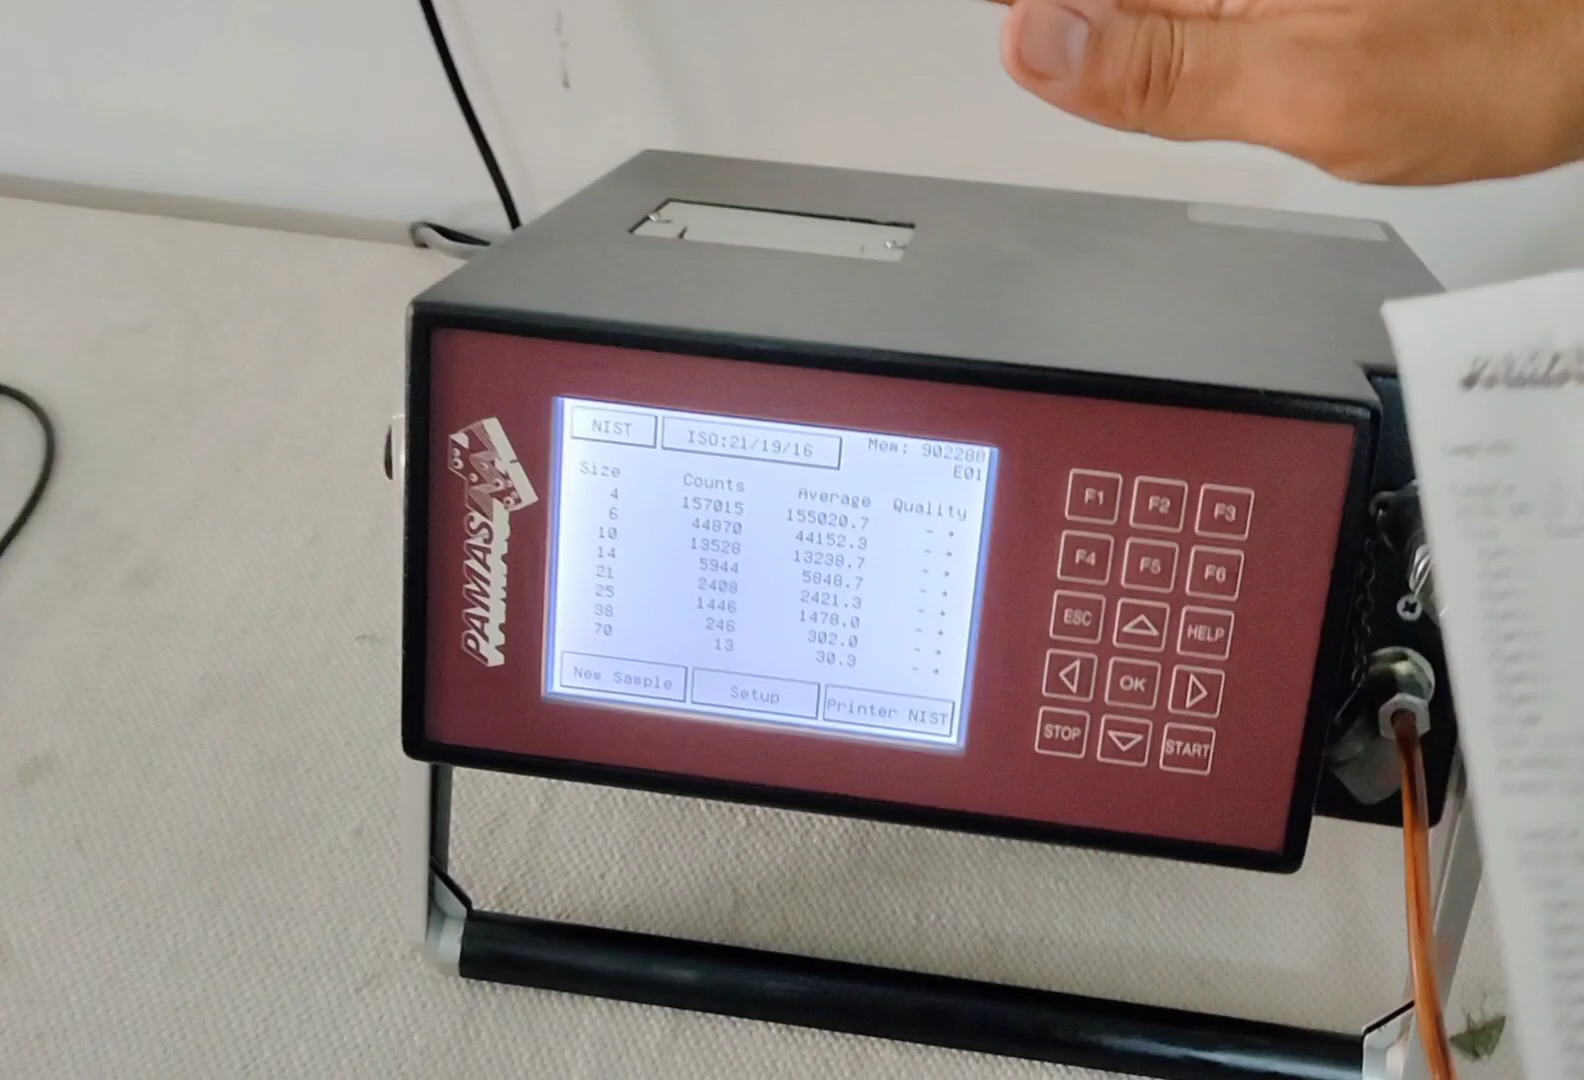 NIST ISO:21/19/16 Mem: 902288
E01
Size Counts Average Quality
4 157015 155020.7 - +
6 44870 44152.3 - +
10 13528 13238.7 - +
14 5944 5848.7 - +
21 2408 2421.3 - +
25 1446 1478.0 - +
38 246 302.0 - +
70 13 30.3 - +
New Sample Setup Printer NIST
PAMAS
F1 F2 F3
F4 F5 F6
ESC HELP
OK
STOP START